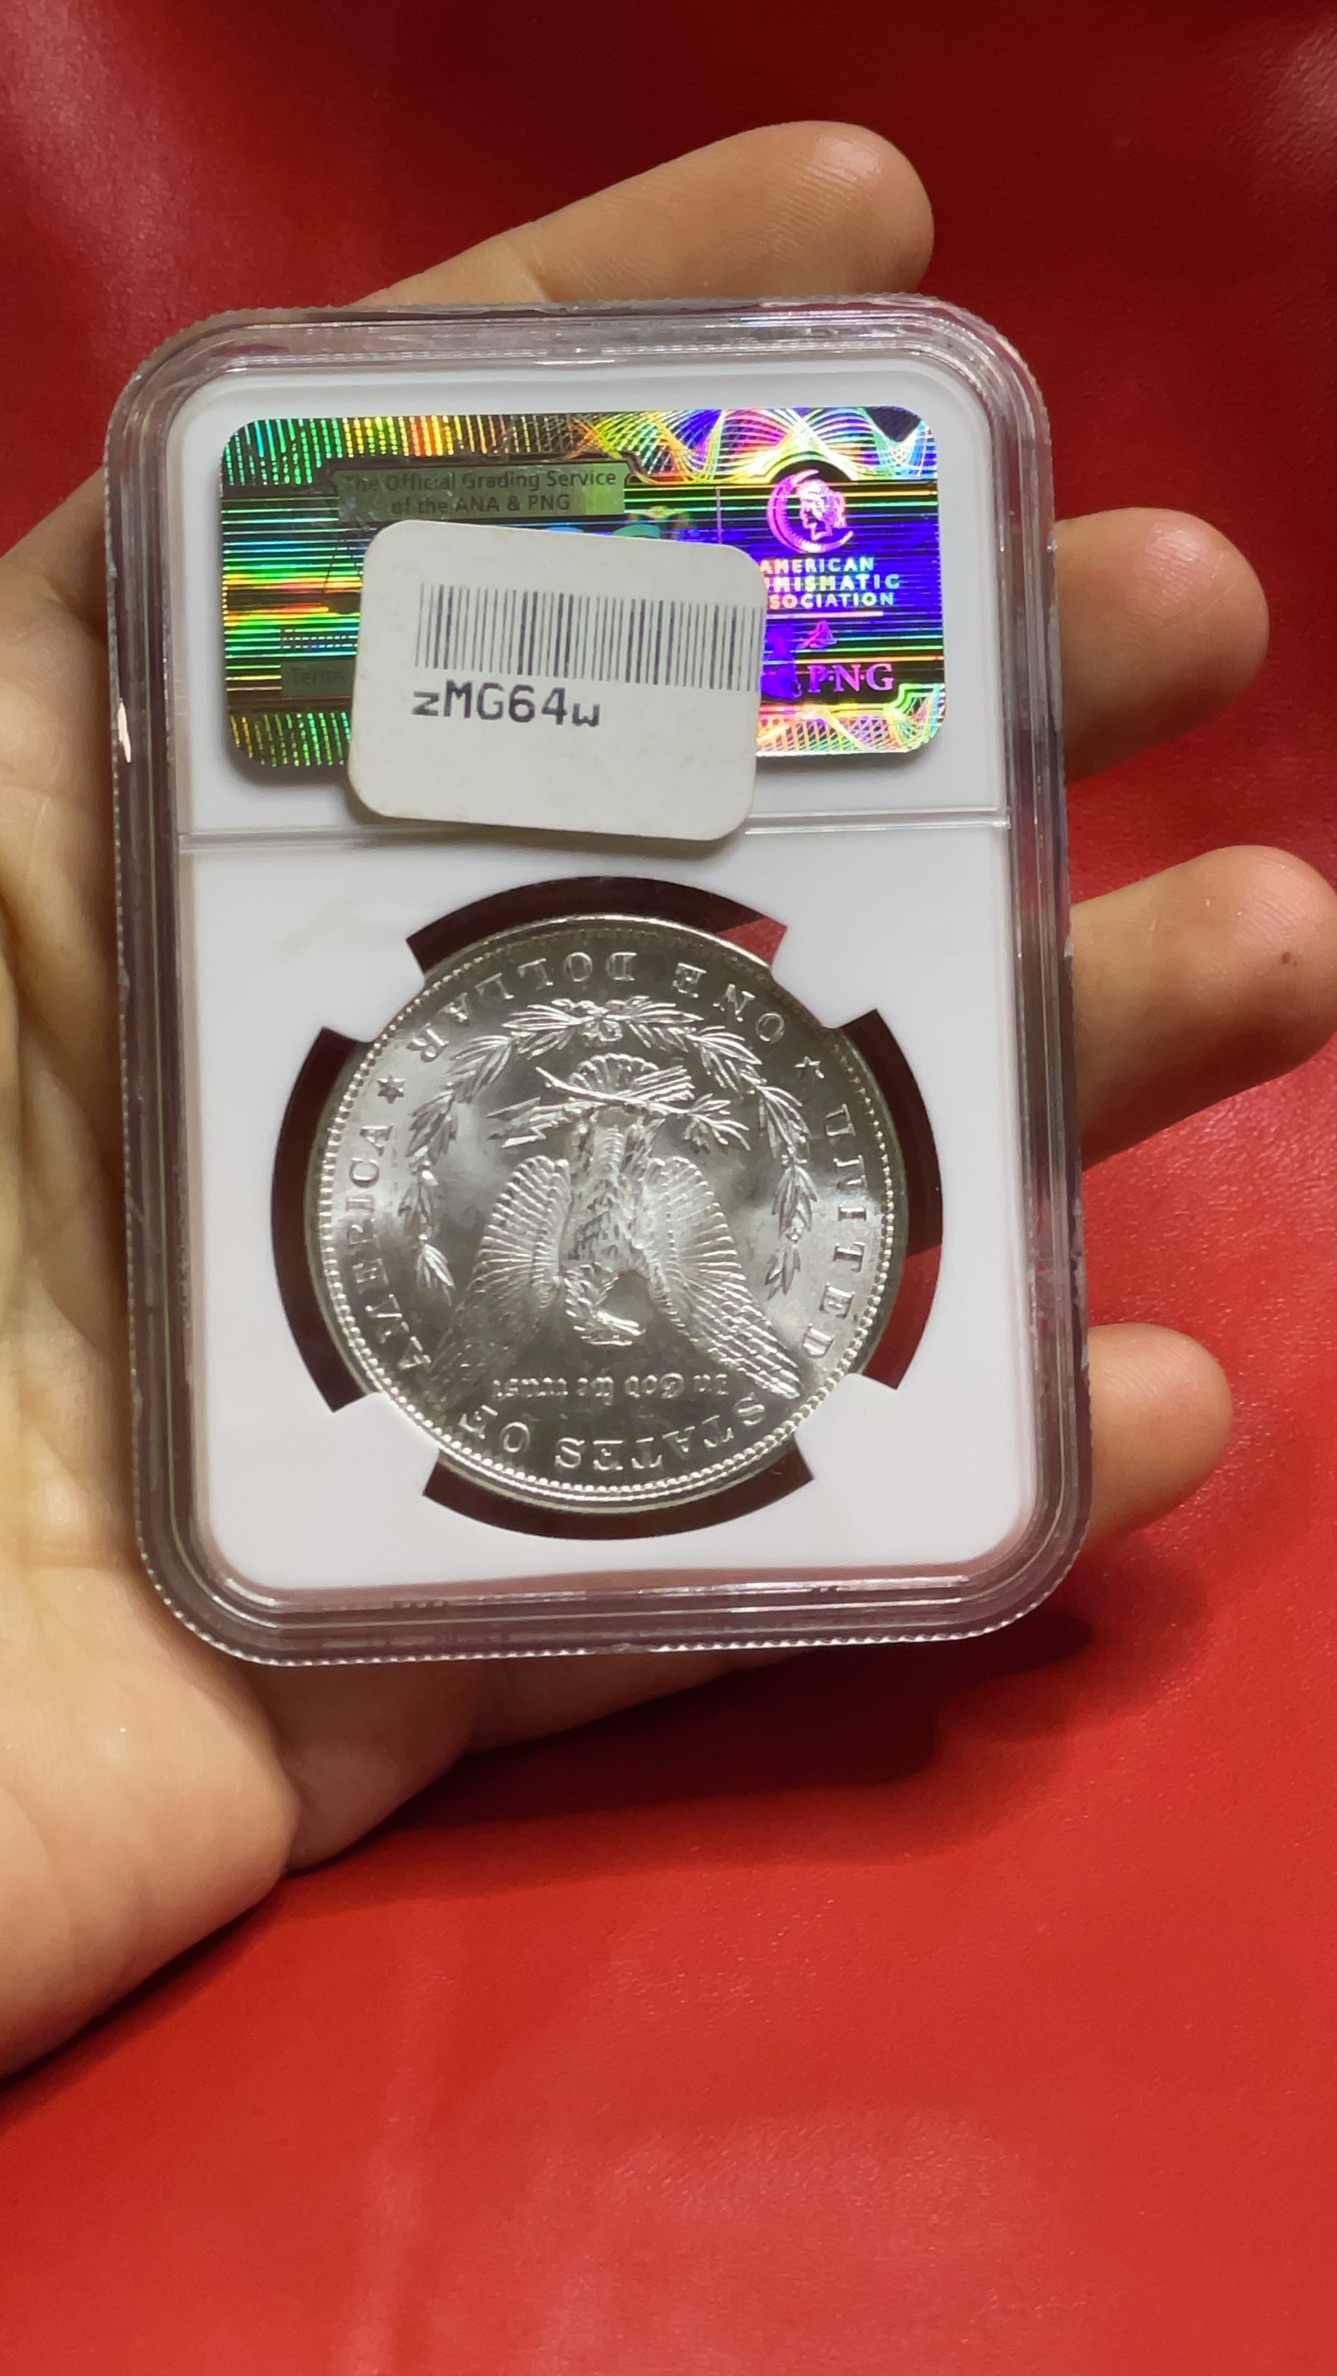 The Official Grading Service
of the ANA & PNG
AMERICAN
NUMISMATIC
ASSOCIATION
P·N·G
Terms
zMG64w
ONE DOLLAR
UNITED STATES OF AMERICA
In God we trust